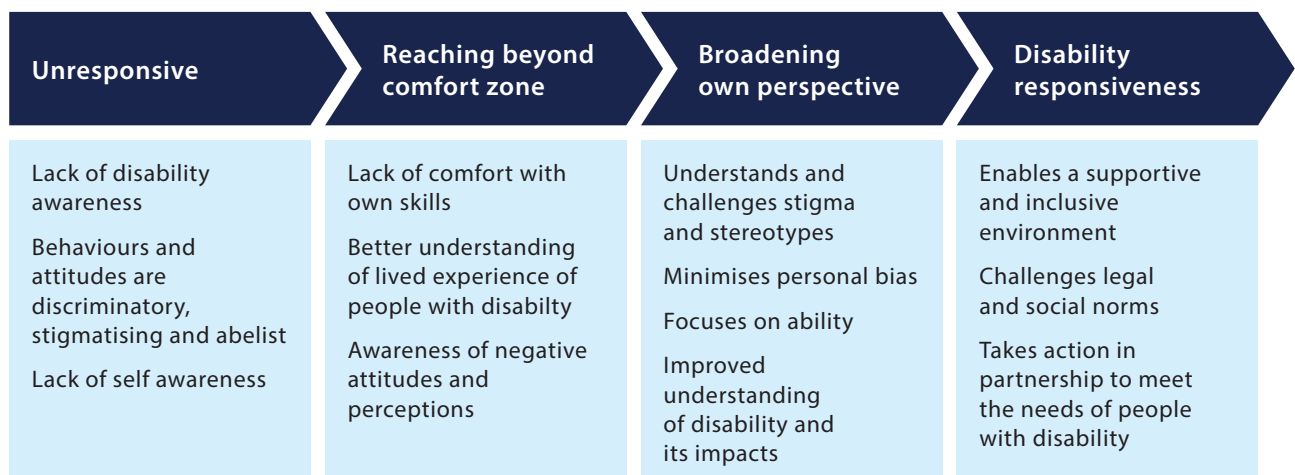 Unresponsive
Reaching beyond
comfort zone
Broadening
own perspective
Disability
responsiveness
Lack of disability
awareness
Behaviours and
attitudes are
discriminatory,
stigmatising and abelist
Lack of self awareness
Lack of comfort with
own skills
Better understanding
of lived experience of
people with disabilty
Awareness of negative
attitudes and
perceptions
Understands and
challenges stigma
and stereotypes
Minimises personal bias
Focuses on ability
Improved
understanding
of disability and
its impacts
Enables a supportive
and inclusive
environment
Challenges legal
and social norms
Takes action in
partnership to meet
the needs of people
with disability